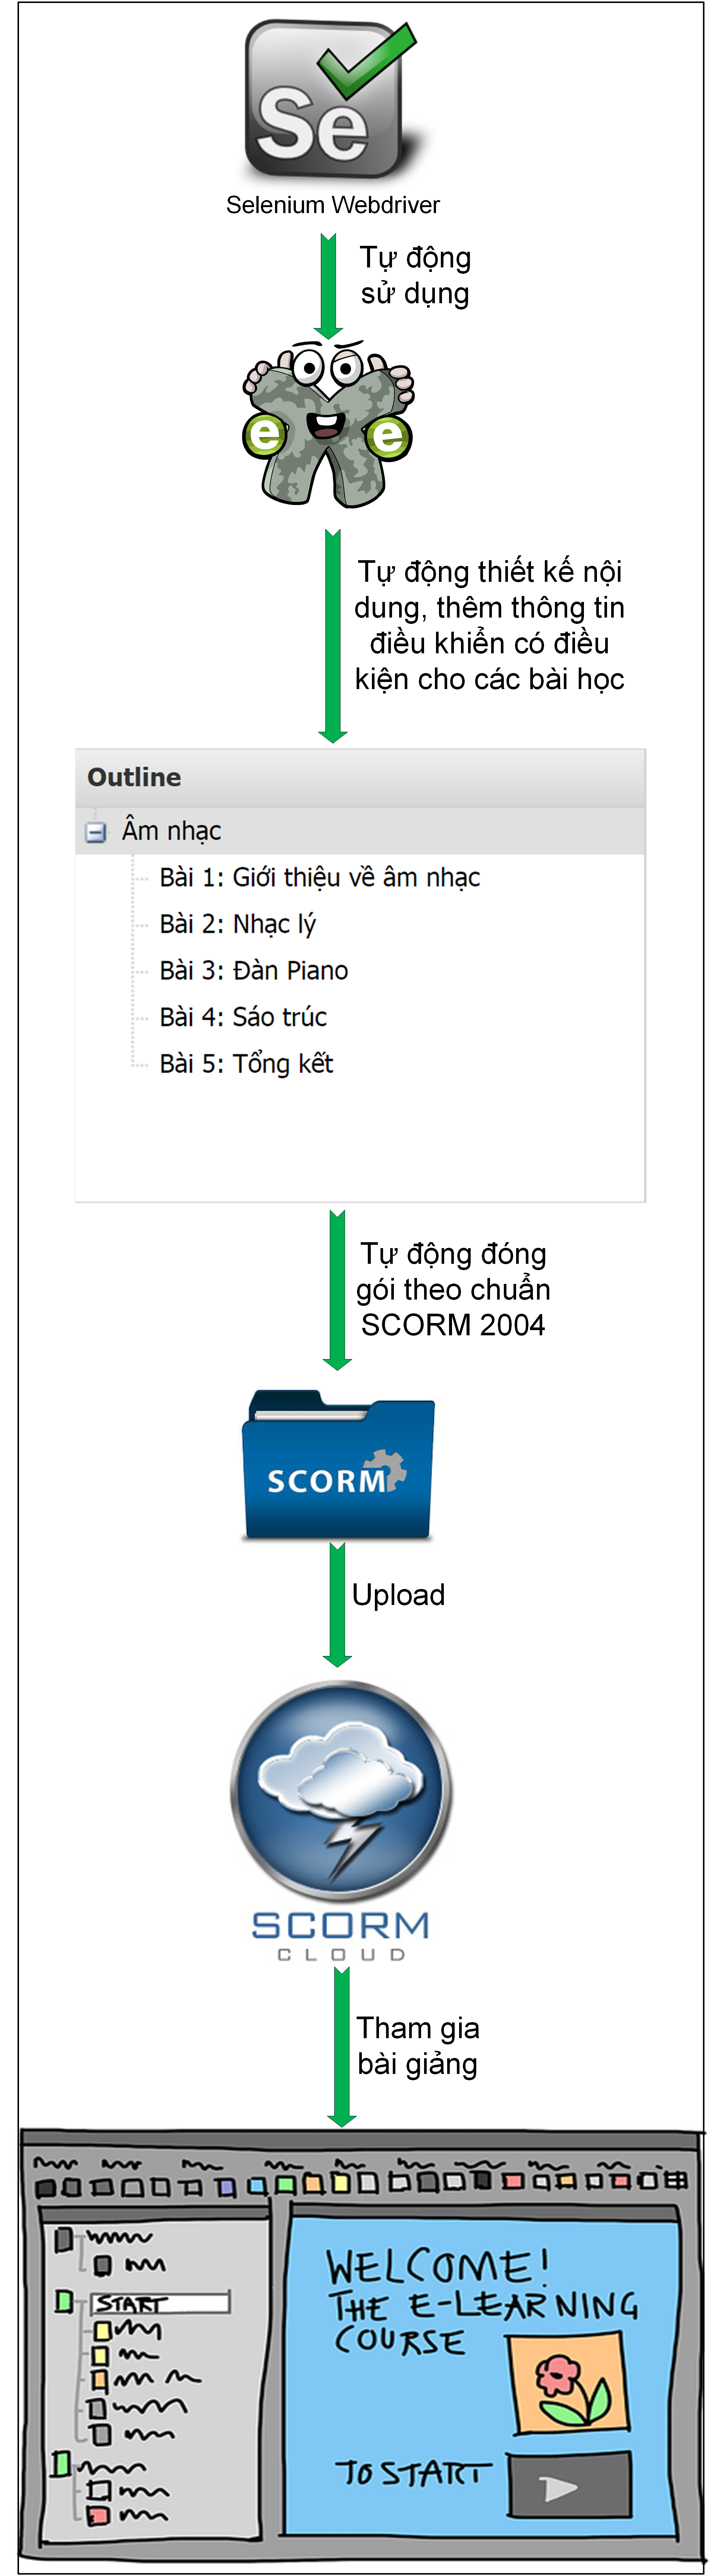 Se
Selenium Webdriver
Tự động
sử dụng
e e
Tự động thiết kế nội
dung, thêm thông tin
điều khiển có điều
kiện cho các bài học
Outline
Âm nhạc
Bài 1: Giới thiệu về âm nhạc
Bài 2: Nhạc lý
Bài 3: Đàn Piano
Bài 4: Sáo trúc
Bài 5: Tổng kết
Tự động đóng
gói theo chuẩn
SCORM 2004
SCORM
Upload
SCORM
CLOUD
Tham gia
bài giảng
START
WELCOME!
THE E-LEARNING
COURSE
TO START